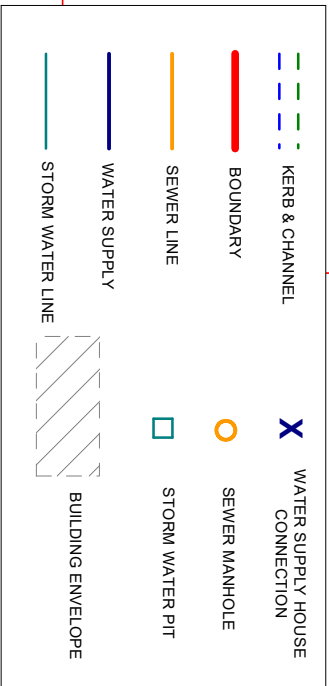 KERB & CHANNEL
BOUNDARY
SEWER LINE
WATER SUPPLY
STORM WATER LINE
X
WATER SUPPLY HOUSE
CONNECTION
SEWER MANHOLE
STORM WATER PIT
BUILDING ENVELOPE